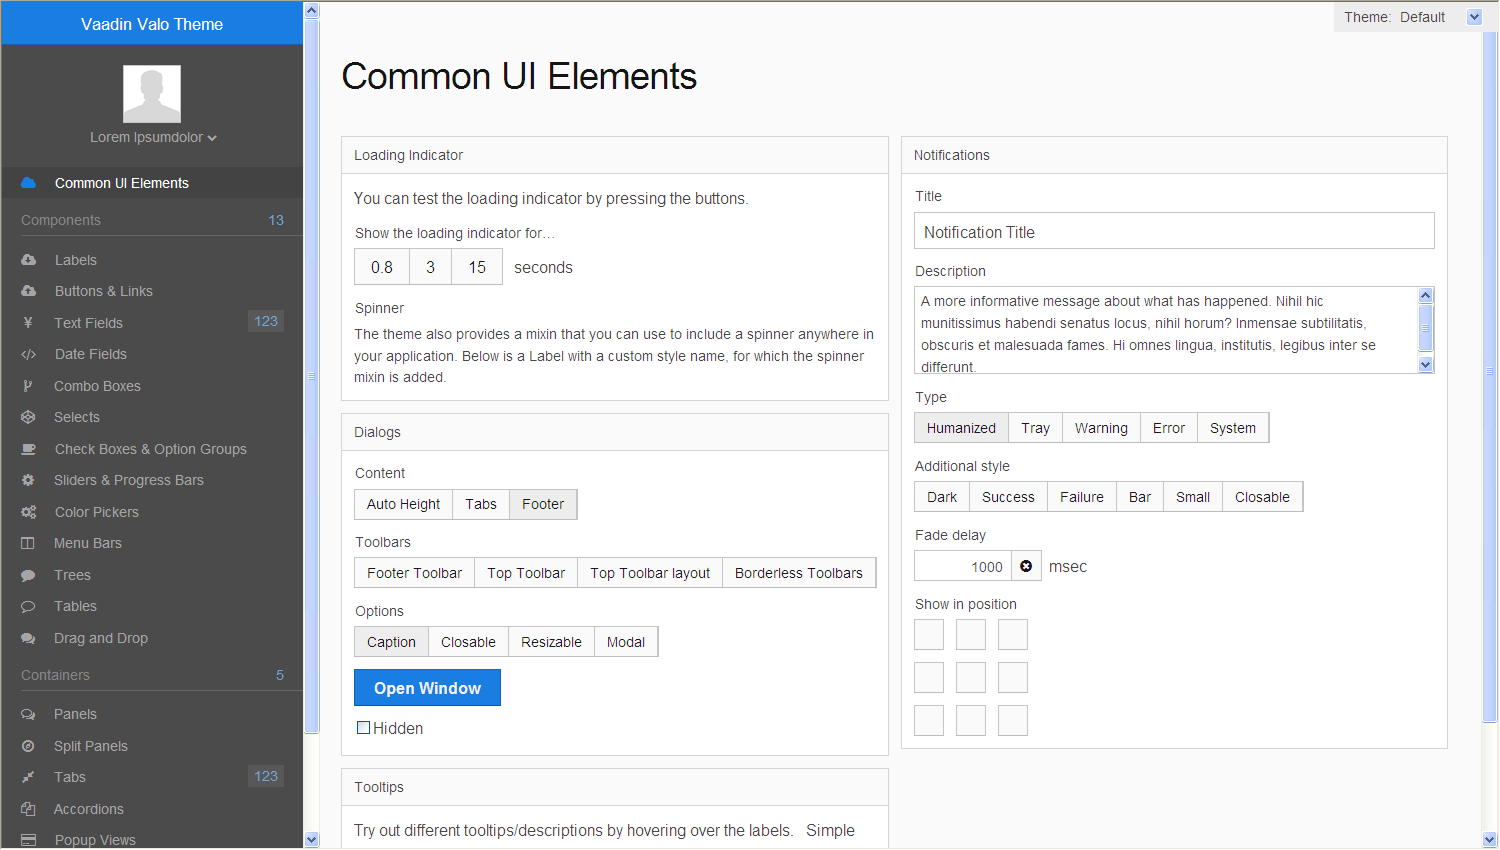 Vaadin Valo Theme
Lorem Ipsumdolor
Common UI Elements
Components 13
Labels
Buttons & Links
Text Fields 123
Date Fields
Combo Boxes
Selects
Check Boxes & Option Groups
Sliders & Progress Bars
Color Pickers
Menu Bars
Trees
Tables
Drag and Drop
Containers 5
Panels
Split Panels
Tabs 123
Accordions
Popup Views
Theme: Default
Common UI Elements
Loading Indicator
You can test the loading indicator by pressing the buttons.
Show the loading indicator for...
0.8 3 15 seconds
Spinner
The theme also provides a mixin that you can use to include a spinner anywhere in
your application. Below is a Label with a custom style name, for which the spinner
mixin is added.
Dialogs
Content
Auto Height Tabs Footer
Toolbars
Footer Toolbar Top Toolbar Top Toolbar layout Borderless Toolbars
Options
Caption Closable Resizable Modal
Open Window
Hidden
Tooltips
Try out different tooltips/descriptions by hovering over the labels. Simple
Notifications
Title
Notification Title
Description
A more informative message about what has happened. Nihil hic
munitissimus habendi senatus locus, nihil horum? Inmensae subtilitatis,
obscuris et malesuada fames. Hi omnes lingua, institutis, legibus inter se
differunt.
Type
Humanized Tray Warning Error System
Additional style
Dark Success Failure Bar Small Closable
Fade delay
1000 msec
Show in position